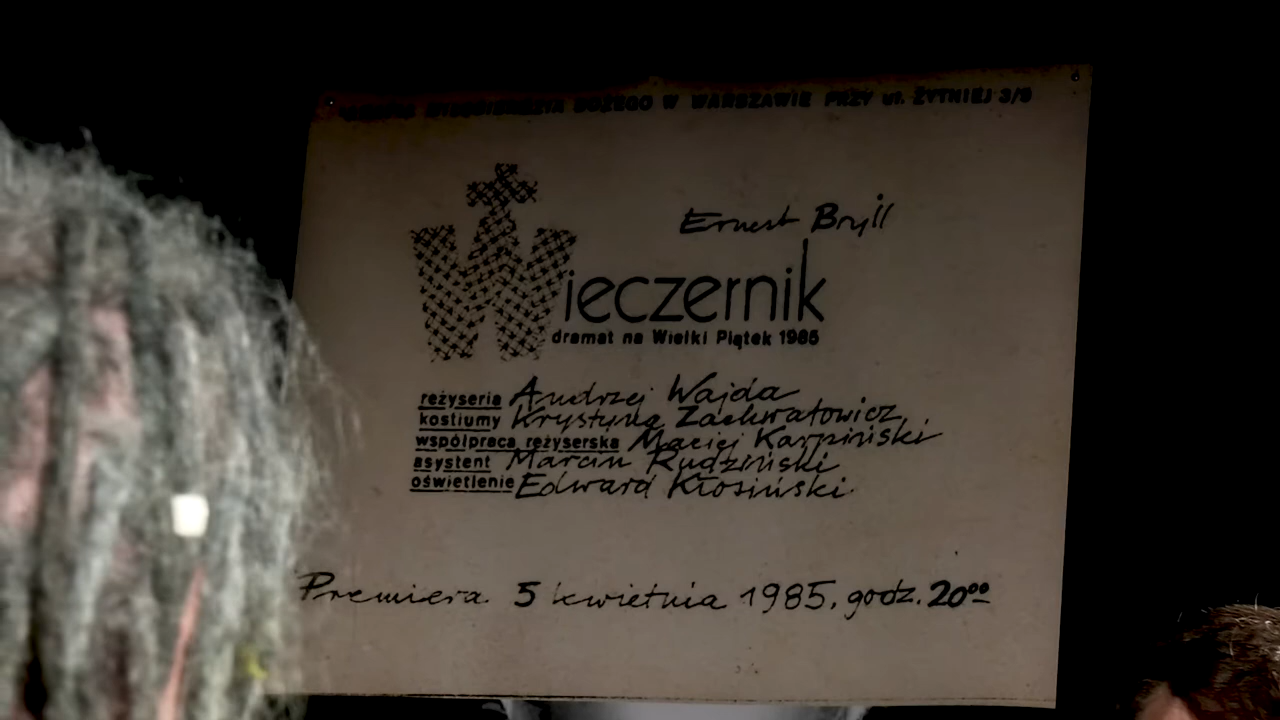 MIŁOSIERDZIA BOŻEGO W WARSZAWIE PRZY ul. ŻYTNIEJ 3/9
Ernest Bryll
Wieczernik
dramat na Wielki Piątek 1985
reżyseria Andrzej Wajda
kostiumy Krystyna Zachwatowicz
współpraca reżyserska Maciej Karpiński
asystent Marcin Rudziński
oświetlenie Edward Kłosiński.
Premiera 5 kwietnia 1985, godz. 20⁰⁰